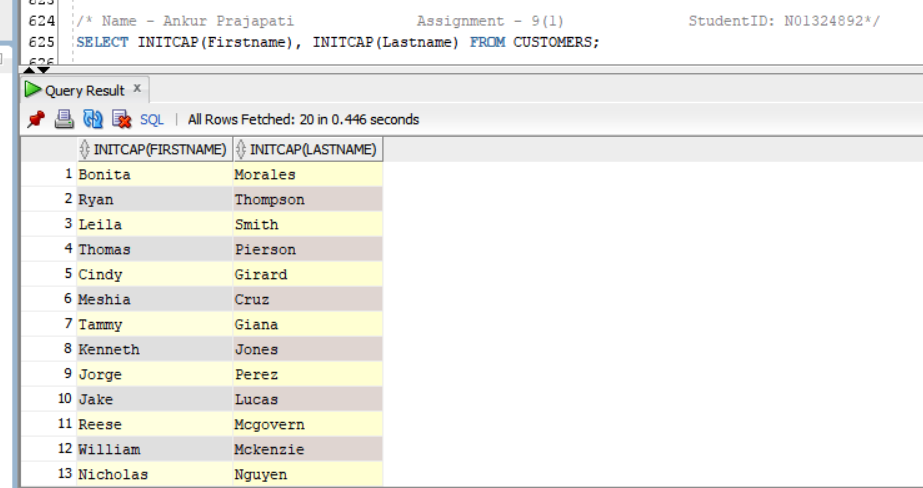 624 /* Name - Ankur Prajapati Assignment - 9(1) StudentID: N01324892*/
625 SELECT INITCAP(Firstname), INITCAP(Lastname) FROM CUSTOMERS;
Query Result x
SQL | All Rows Fetched: 20 in 0.446 seconds
INITCAP(FIRSTNAME) INITCAP(LASTNAME)
1 Bonita Morales
2 Ryan Thompson
3 Leila Smith
4 Thomas Pierson
5 Cindy Girard
6 Meshia Cruz
7 Tammy Giana
8 Kenneth Jones
9 Jorge Perez
10 Jake Lucas
11 Reese Mcgovern
12 William Mckenzie
13 Nicholas Nguyen